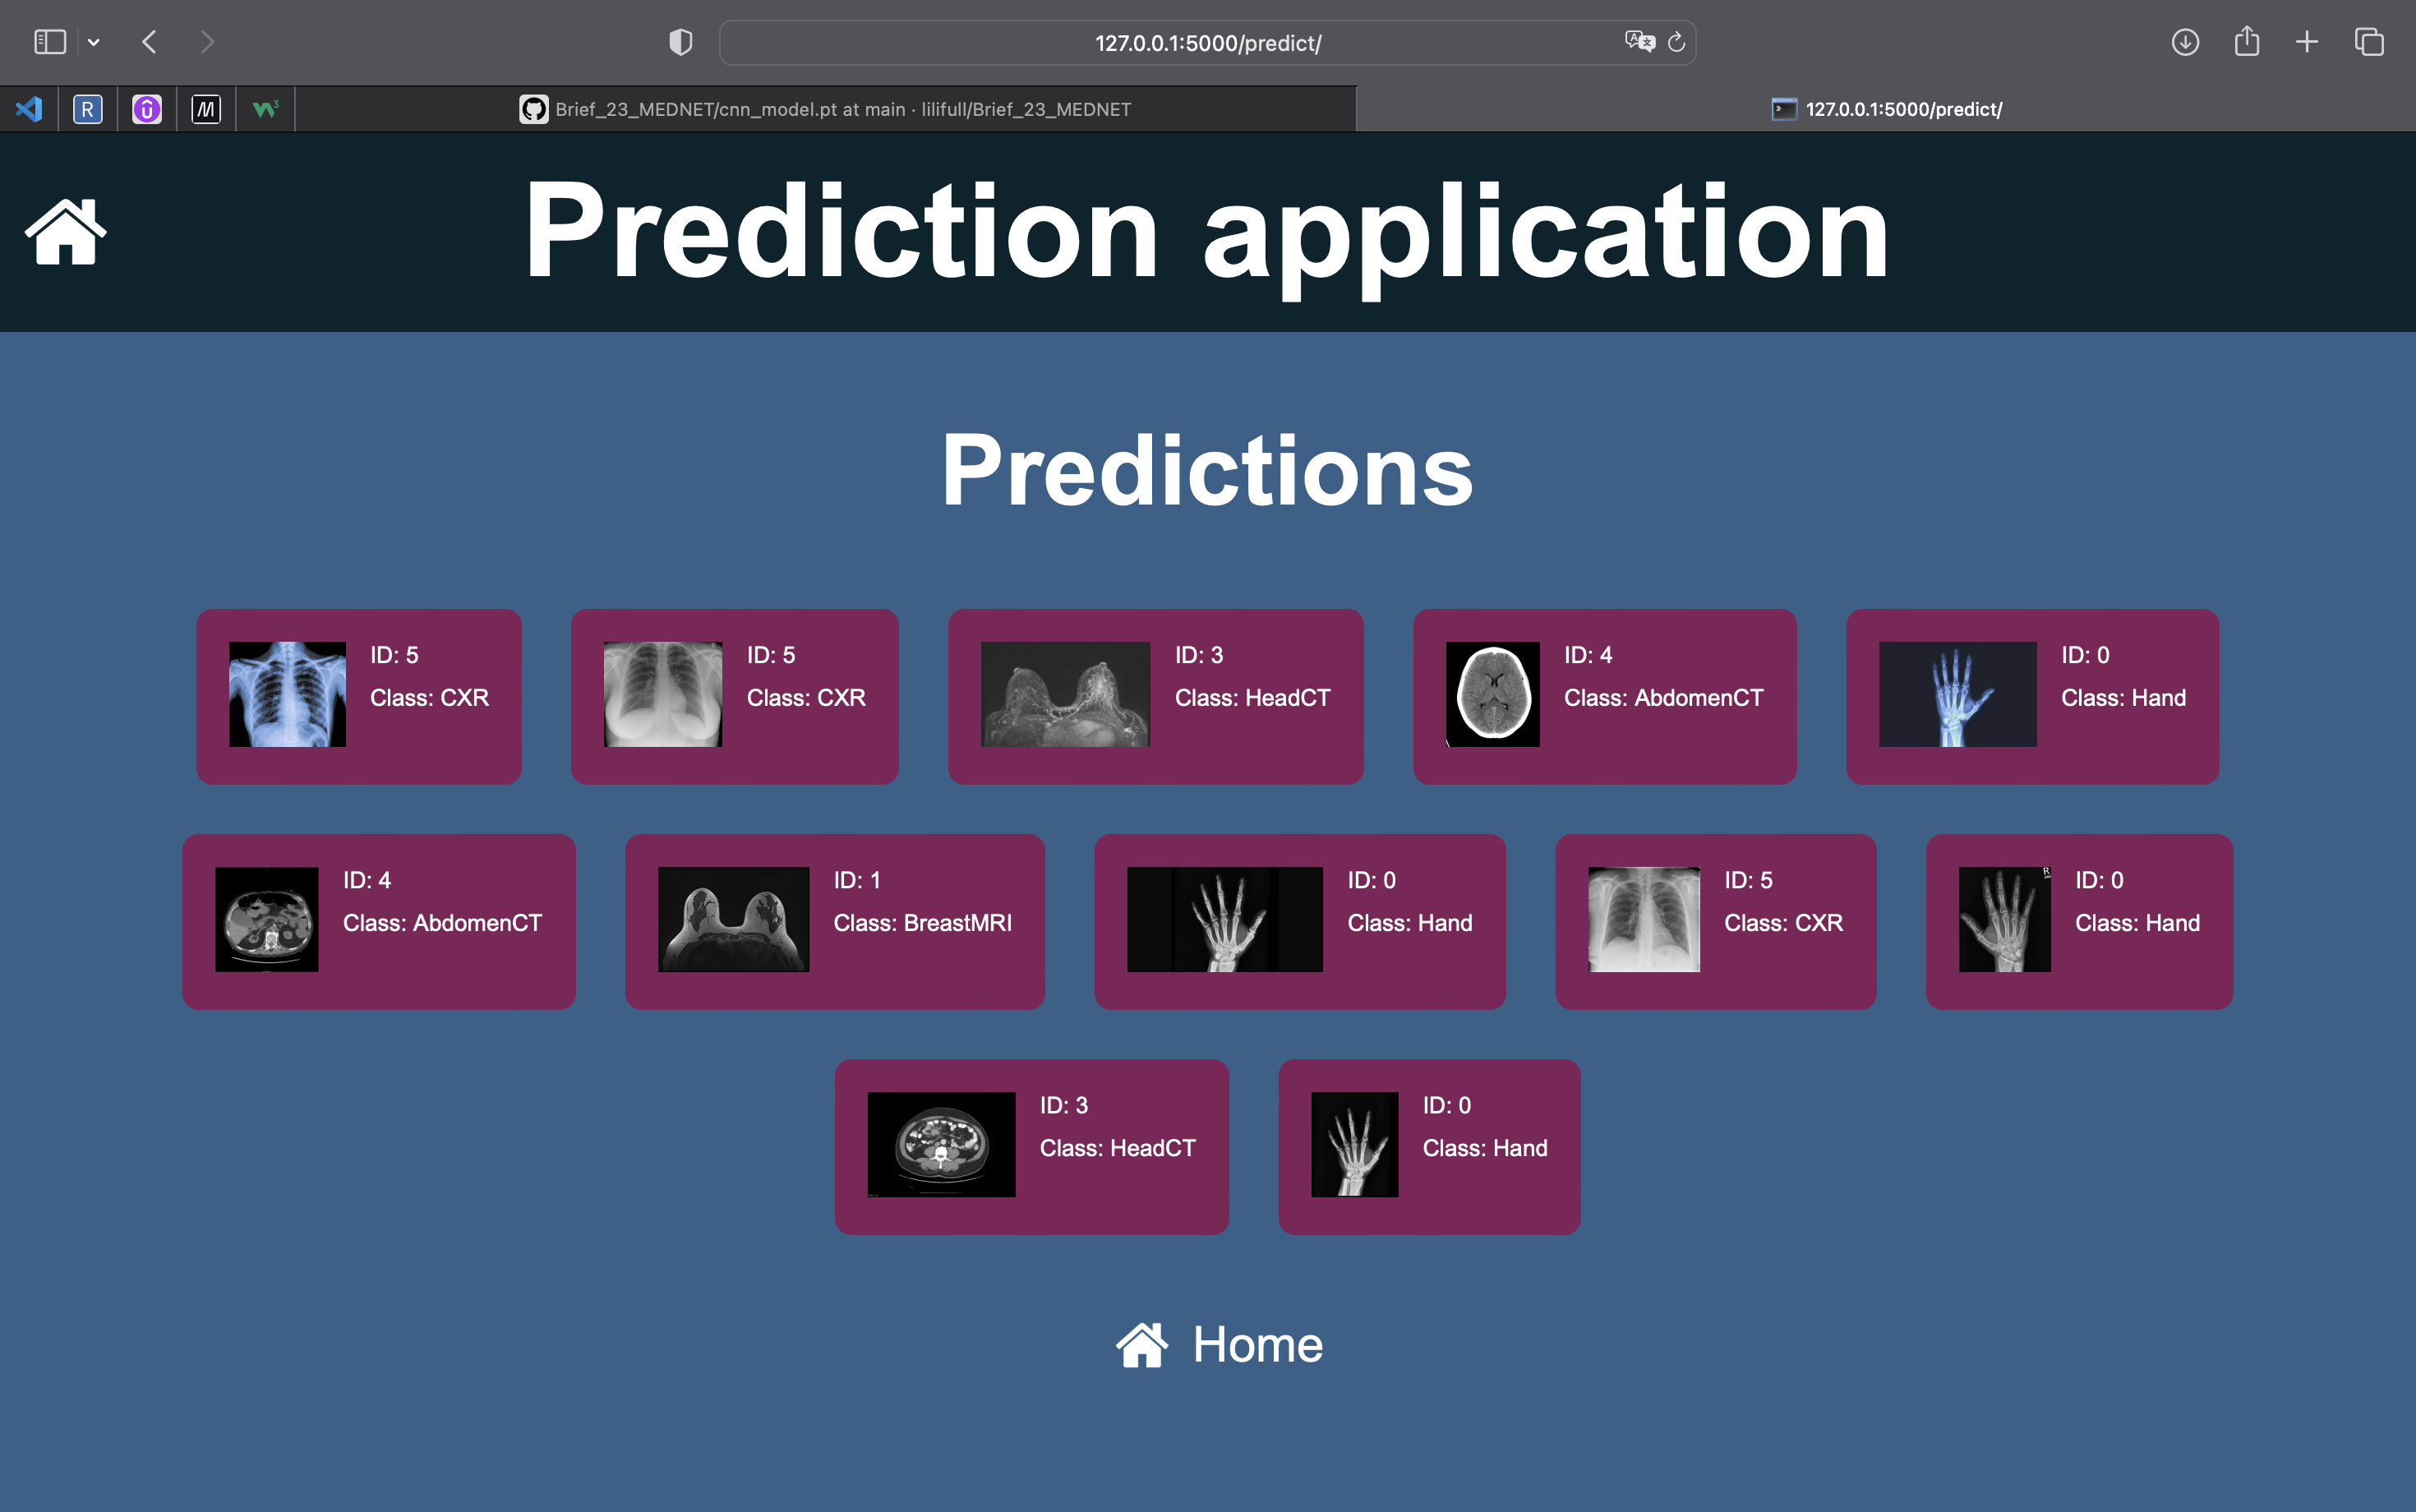 127.0.0.1:5000/predict/
R
Brief_23_MEDNET/cnn_model.pt at main · lilifull/Brief_23_MEDNET
127.0.0.1:5000/predict/
Prediction application
Predictions
ID: 5
Class: CXR
ID: 5
Class: CXR
ID: 3
Class: HeadCT
ID: 4
Class: AbdomenCT
ID: 0
Class: Hand
ID: 4
Class: AbdomenCT
ID: 1
Class: BreastMRI
ID: 0
Class: Hand
ID: 5
Class: CXR
R
ID: 0
Class: Hand
ID: 3
Class: HeadCT
ID: 0
Class: Hand
Home